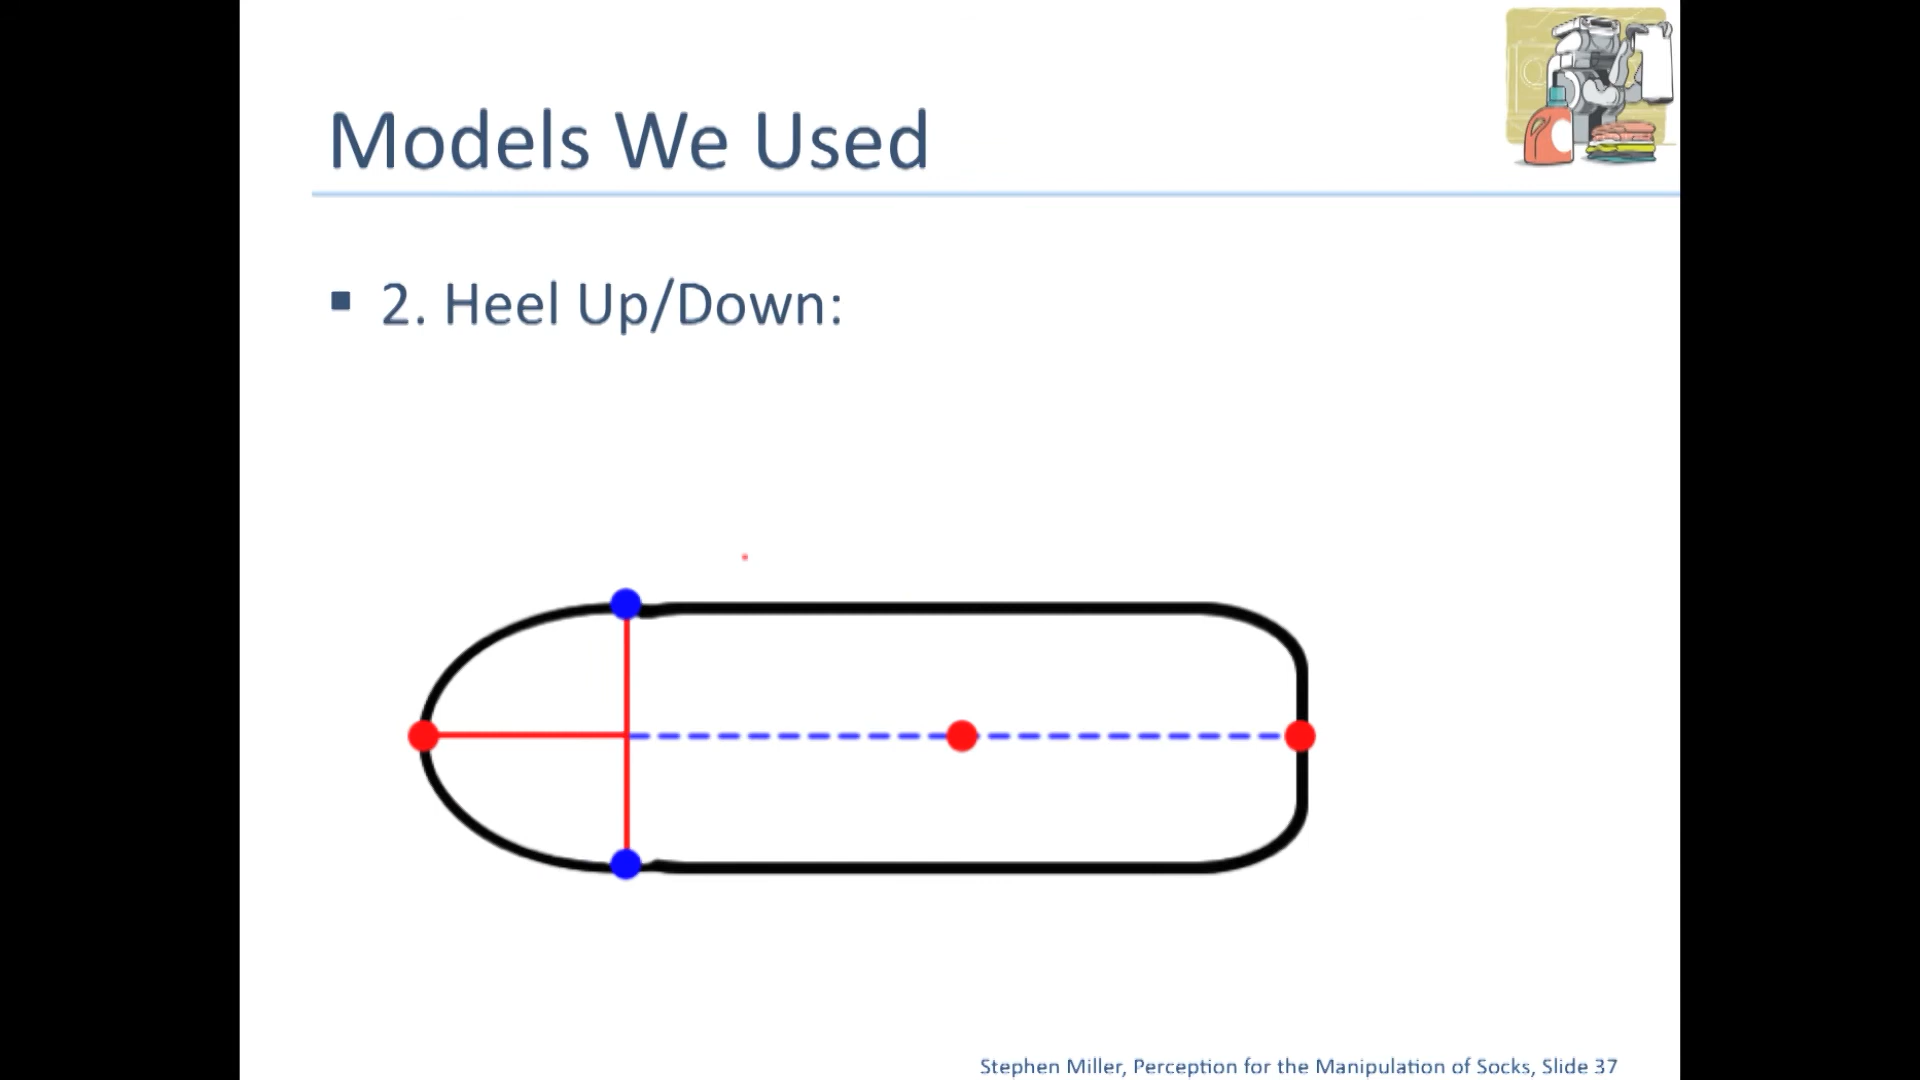 Models We Used
2. Heel Up/Down:
Stephen Miller, Perception for the Manipulation of Socks, Slide 37